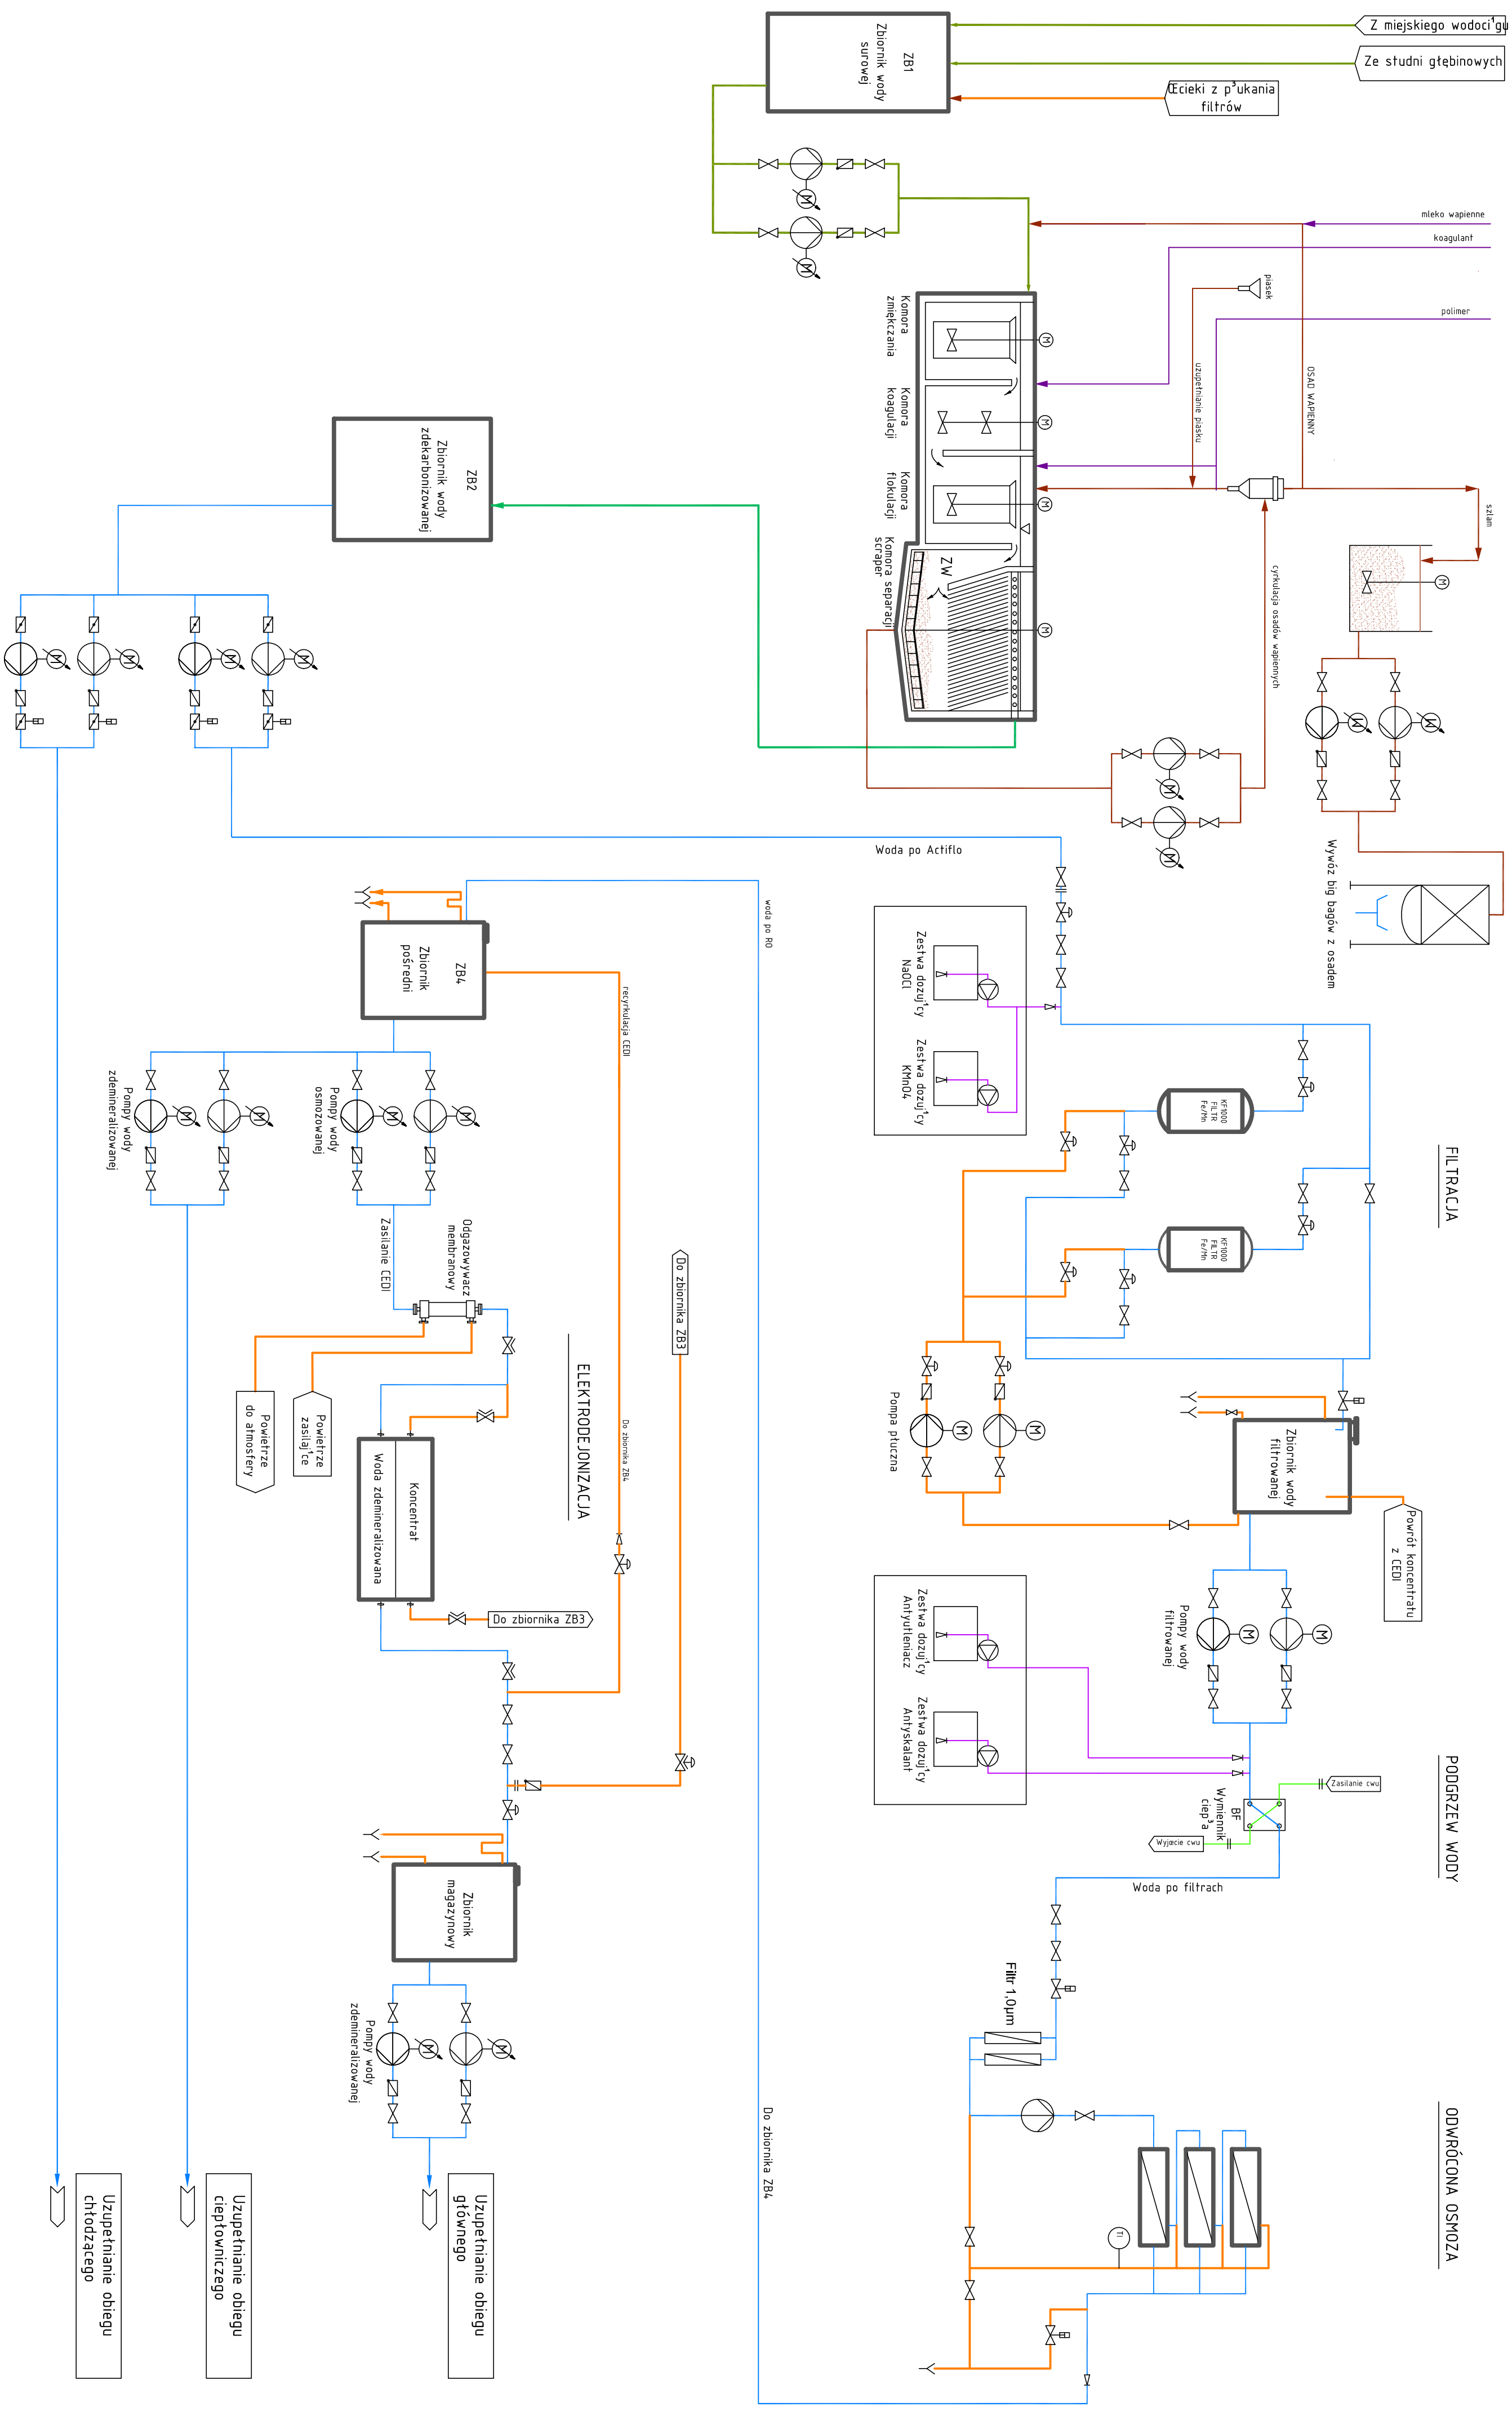 Z miejskiego wodoci¹gu
Ze studni głębinowych
Œcieki z p³ukania
filtrów
ZB1
Zbiornik wody
surowej
M
M
mleko wapienne
koagulant
polimer
piasek
uzupełnianie piasku
OSAD WAPIENNY
szlam
cyrkulacja osadów wapiennych
Komora
zmiękczania
Komora
koagulacji
Komora
flokulacji
Komora separacji
scraper
ZW
M
M
M
M
M
M
M
M
M
Wywóz big bagów z osadem
ZB2
Zbiornik wody
zdekarbonizowanej
M
M
M
M
Woda po Actiflo
woda po RO
ZB4
Zbiornik
pośredni
recyrkulacja CEDI
Zestwa dozuj¹cy
NaOCl
Zestwa dozuj¹cy
KMnO4
KF1000
FILTR
Fe/Mn
KF1000
FILTR
Fe/Mn
FILTRACJA
M
M
M
M
Pompy wody
zdemineralizowanej
Pompy wody
osmozowanej
Zasilanie CEDI
Odgazowywacz
membranowy
Do zbiornika ZB3
ELEKTRODEJONIZACJA
Powietrze
do atmosfery
Powietrze
zasilaj¹ce
Do zbiornika ZB4
Koncentrat
Woda zdemineralizowana
Do zbiornika ZB3
M
M
Pompa płuczna
Zbiornik wody
filtrowanej
Powrót koncentratu
z CEDI
M
M
Pompy wody
filtrowanej
Zestwa dozuj¹cy
Antyutleniacz
Zestwa dozuj¹cy
Antyskalant
PODGRZEW WODY
Zasilanie cwu
BF
Wymiennik
ciep³a
Wyjœcie cwu
Woda po filtrach
Zbiornik
magazynowy
M
M
Pompy wody
zdemineralizowanej
Filtr 1,0µm
ODWRÓCONA OSMOZA
TI
Do zbiornika ZB4
Uzupełnianie obiegu
głównego
Uzupełnianie obiegu
ciepłowniczego
Uzupełnianie obiegu
chłodzącego